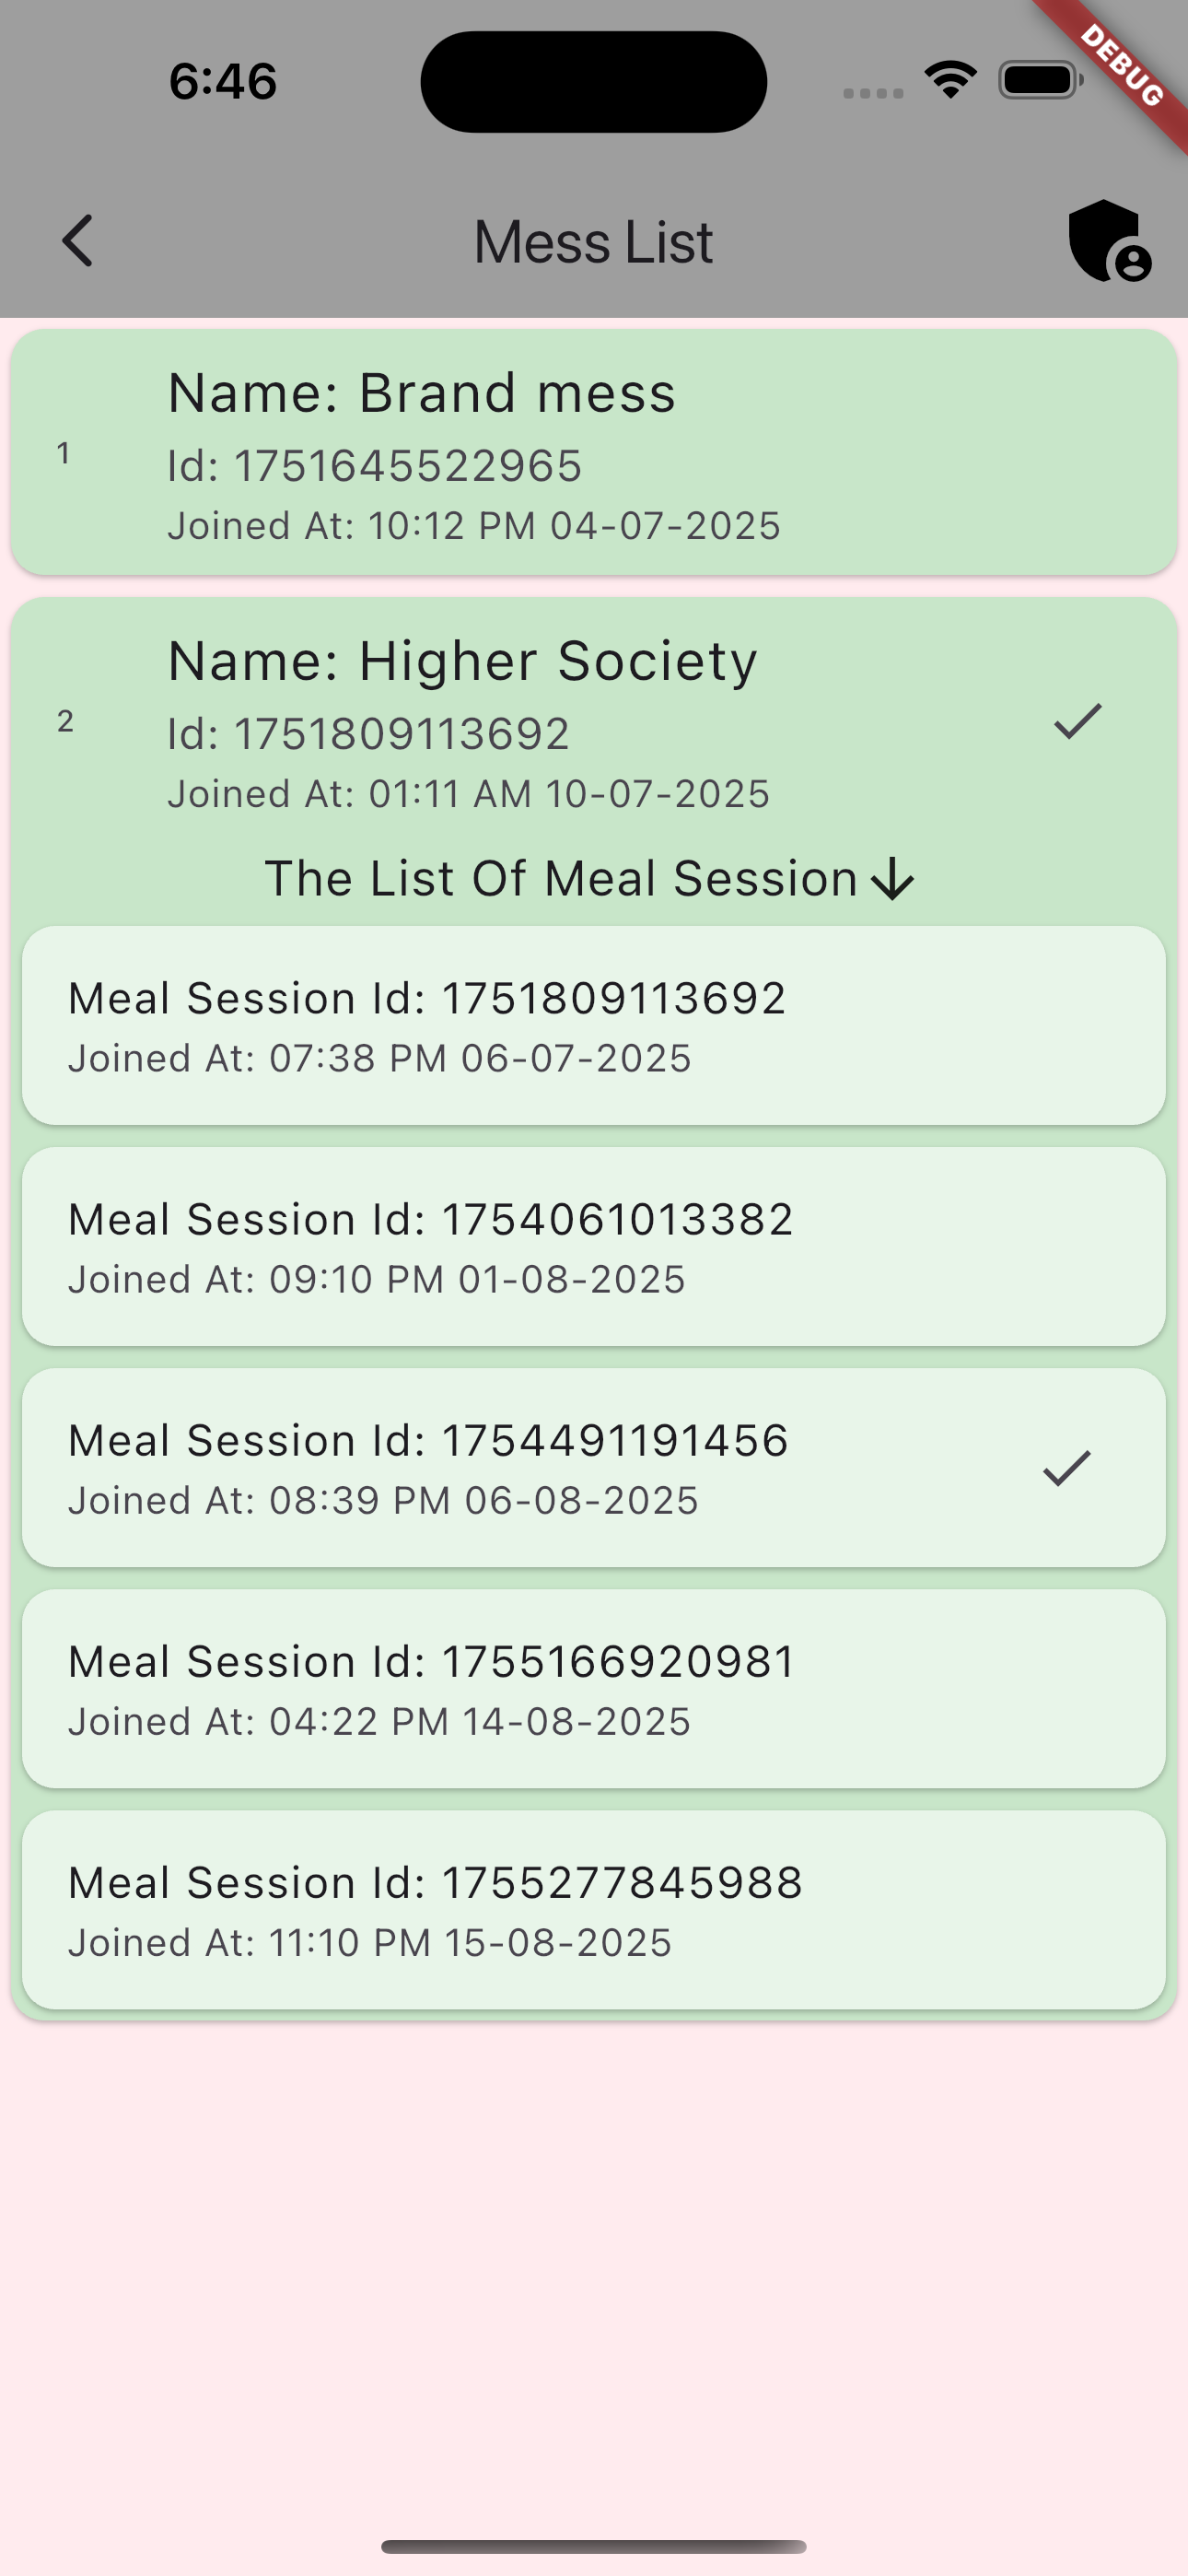 6:46
DEBUG
Mess List
Name: Brand mess
1
Id: 1751645522965
Joined At: 10:12 PM 04-07-2025
Name: Higher Society
2
Id: 1751809113692
Joined At: 01:11 AM 10-07-2025
The List Of Meal Session
Meal Session Id: 1751809113692
Joined At: 07:38 PM 06-07-2025
Meal Session Id: 1754061013382
Joined At: 09:10 PM 01-08-2025
Meal Session Id: 1754491191456
Joined At: 08:39 PM 06-08-2025
Meal Session Id: 1755166920981
Joined At: 04:22 PM 14-08-2025
Meal Session Id: 1755277845988
Joined At: 11:10 PM 15-08-2025